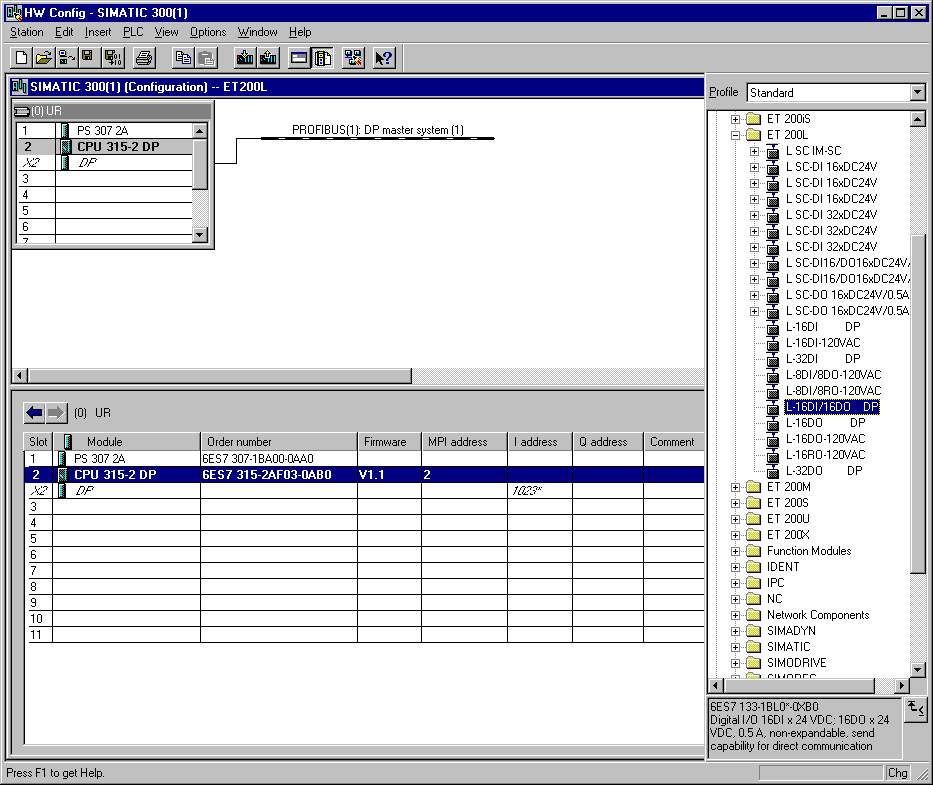 HW Config - SIMATIC 300(1)
Station Edit Insert PLC View Options Window Help
SIMATIC 300(1) (Configuration) -- ET200L
(0) UR
1 PS 307 2A
2 CPU 315-2 DP
X2 DP
3
4
5
6
7
PROFIBUS(1): DP master system (1)
(0) UR
Slot Module Order number Firmware MPI address I address Q address Comment
1 PS 307 2A 6ES7 307-1BA00-0AA0
2 CPU 315-2 DP 6ES7 315-2AF03-0AB0 V1.1 2
X2 DP 1023*
3
4
5
6
7
8
9
10
11
Profile Standard
ET 200iS
ET 200L
L SC IM-SC
L SC-DI 16xDC24V
L SC-DI 16xDC24V
L SC-DI 16xDC24V
L SC-DI 32xDC24V
L SC-DI 32xDC24V
L SC-DI 32xDC24V
L SC-DI16/DO16xDC24V/
L SC-DI16/DO16xDC24V/
L SC-DO 16xDC24V/0.5A
L SC-DO 16xDC24V/0.5A
L-16DI DP
L-16DI-120VAC
L-32DI DP
L-8DI/8DO-120VAC
L-8DI/8RO-120VAC
L-16DI/16DO DP
L-16DO DP
L-16DO-120VAC
L-16RO-120VAC
L-32DO DP
ET 200M
ET 200S
ET 200U
ET 200X
Function Modules
IDENT
IPC
NC
Network Components
SIMADYN
SIMATIC
SIMODRIVE
6ES7 133-1BL0*-0XB0
Digital I/O 16DI x 24 VDC; 16DO x 24
VDC, 0.5 A, non-expandable, send
capability for direct communication
Press F1 to get Help.
Chg